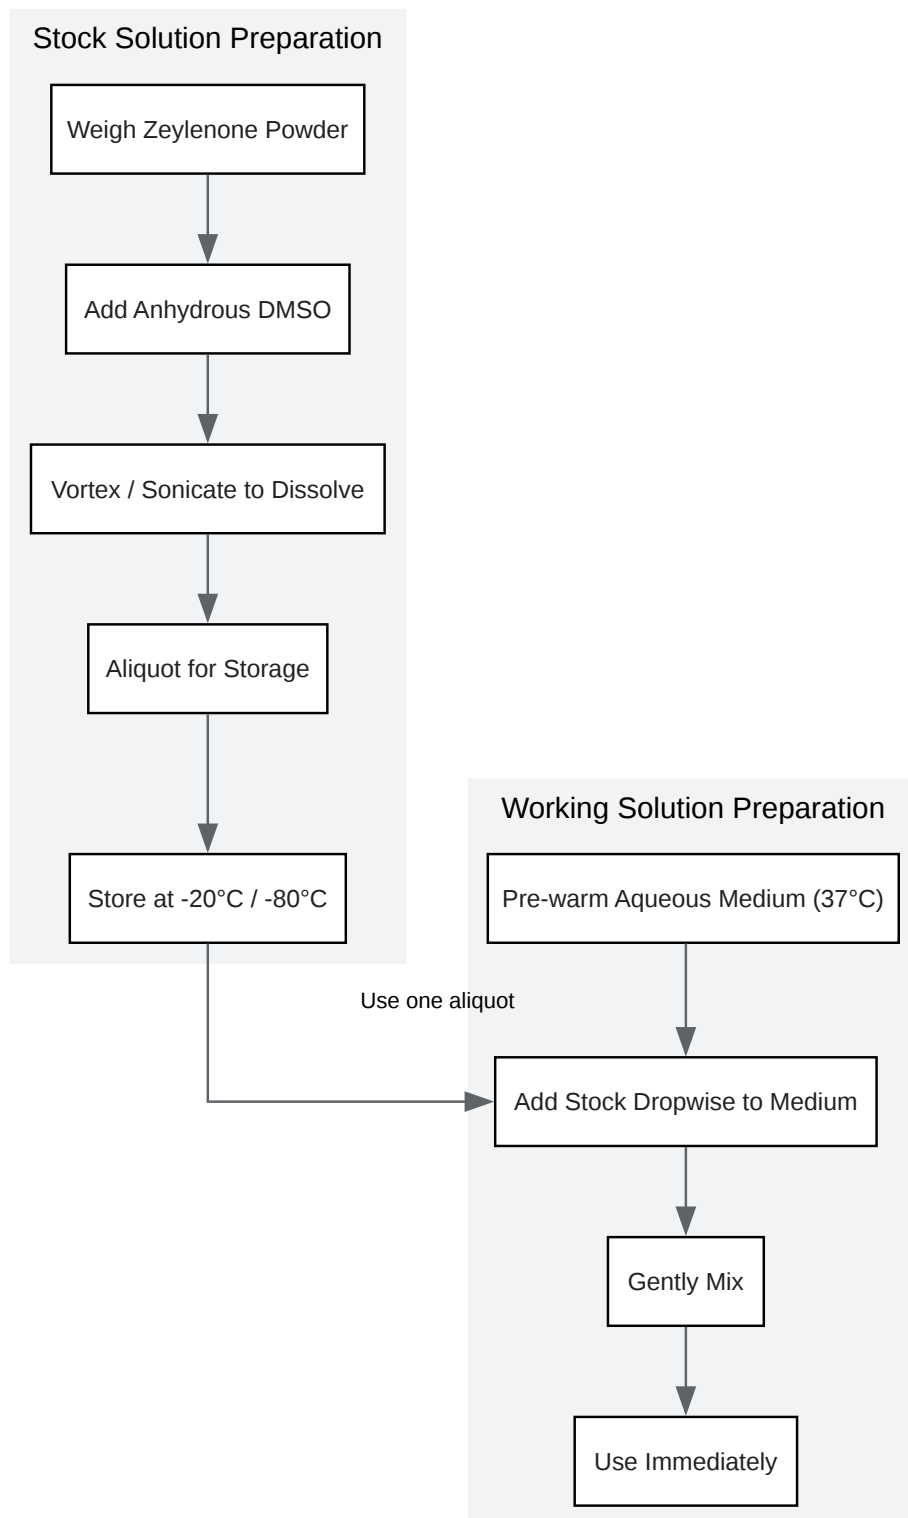 Stock Solution Preparation
Weigh Zeylenone Powder
Add Anhydrous DMSO
Vortex / Sonicate to Dissolve
Aliquot for Storage
Store at -20°C / -80°C
Use one aliquot
Working Solution Preparation
Pre-warm Aqueous Medium (37°C)
Add Stock Dropwise to Medium
Gently Mix
Use Immediately